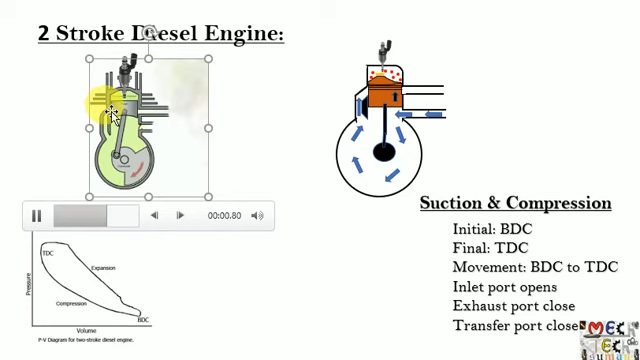 2 Stroke Diesel Engine:
00:00.80
Suction & Compression
Initial: BDC
Final: TDC
Movement: BDC to TDC
Inlet port opens
Exhaust port close
Transfer port close
TDC
Expansion
Compression
BDC
Pressure
Volume
P-V Diagram for two-stroke diesel engine.
MECH
TECH